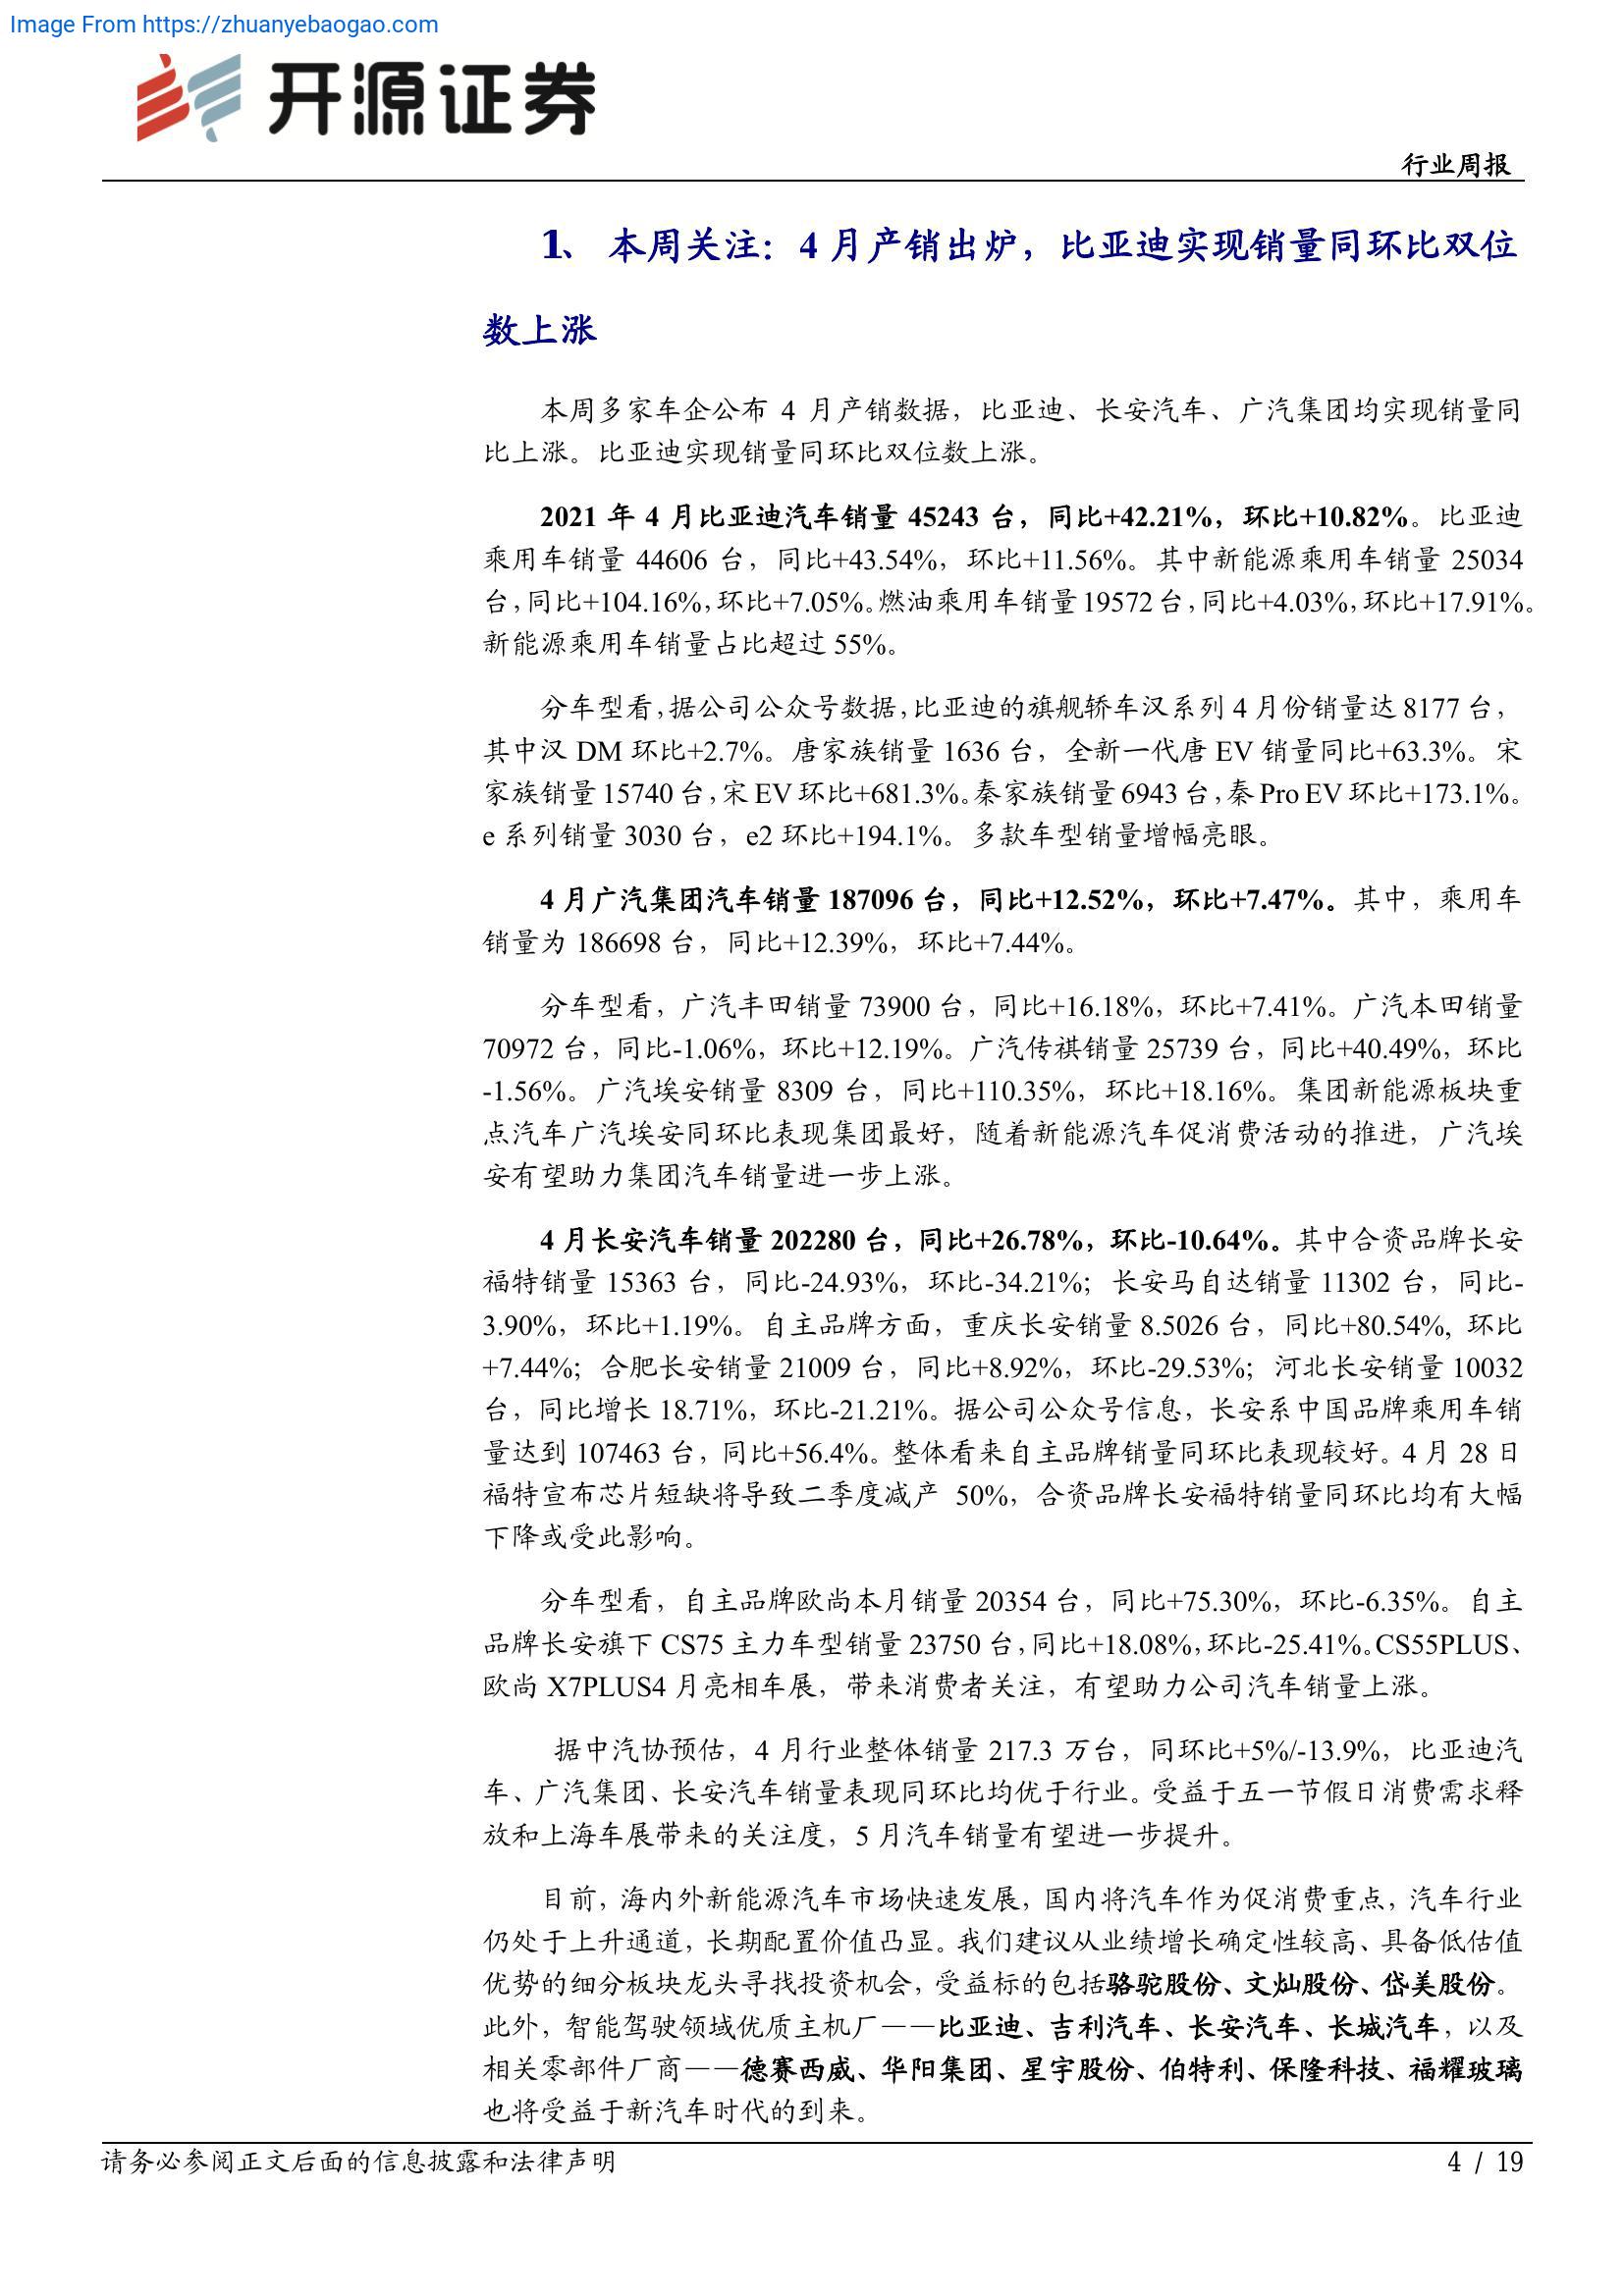 Image From https://zhuanyebaogao.com
开源证券
行业周报
1、 本周关注：4 月产销出炉，比亚迪实现销量同环比双位
数上涨
本周多家车企公布 4 月产销数据，比亚迪、长安汽车、广汽集团均实现销量同
比上涨。比亚迪实现销量同环比双位数上涨。
2021 年 4 月比亚迪汽车销量 45243 台，同比+42.21%，环比+10.82%。比亚迪
乘用车销量 44606 台，同比+43.54%，环比+11.56%。其中新能源乘用车销量 25034
台，同比+104.16%，环比+7.05%。燃油乘用车销量 19572 台，同比+4.03%，环比+17.91%。
新能源乘用车销量占比超过 55%。
分车型看，据公司公众号数据，比亚迪的旗舰轿车汉系列 4 月份销量达 8177 台，
其中汉 DM 环比+2.7%。唐家族销量 1636 台，全新一代唐 EV 销量同比+63.3%。宋
家族销量 15740 台，宋 EV 环比+681.3%。秦家族销量 6943 台，秦 Pro EV 环比+173.1%。
e 系列销量 3030 台，e2 环比+194.1%。多款车型销量增幅亮眼。
4 月广汽集团汽车销量 187096 台，同比+12.52%，环比+7.47%。其中，乘用车
销量为 186698 台，同比+12.39%，环比+7.44%。
分车型看，广汽丰田销量 73900 台，同比+16.18%，环比+7.41%。广汽本田销量
70972 台，同比-1.06%，环比+12.19%。广汽传祺销量 25739 台，同比+40.49%，环比
-1.56%。广汽埃安销量 8309 台，同比+110.35%，环比+18.16%。集团新能源板块重
点汽车广汽埃安同环比表现集团最好，随着新能源汽车促消费活动的推进，广汽埃
安有望助力集团汽车销量进一步上涨。
4 月长安汽车销量 202280 台，同比+26.78%，环比-10.64%。其中合资品牌长安
福特销量 15363 台，同比-24.93%，环比-34.21%；长安马自达销量 11302 台，同比-
3.90%，环比+1.19%。自主品牌方面，重庆长安销量 8.5026 台，同比+80.54%, 环比
+7.44%；合肥长安销量 21009 台，同比+8.92%，环比-29.53%；河北长安销量 10032
台，同比增长 18.71%，环比-21.21%。据公司公众号信息，长安系中国品牌乘用车销
量达到 107463 台，同比+56.4%。整体看来自主品牌销量同环比表现较好。4 月 28 日
福特宣布芯片短缺将导致二季度减产 50%，合资品牌长安福特销量同环比均有大幅
下降或受此影响。
分车型看，自主品牌欧尚本月销量 20354 台，同比+75.30%，环比-6.35%。自主
品牌长安旗下 CS75 主力车型销量 23750 台，同比+18.08%，环比-25.41%。CS55PLUS、
欧尚 X7PLUS4 月亮相车展，带来消费者关注，有望助力公司汽车销量上涨。
据中汽协预估，4 月行业整体销量 217.3 万台，同环比+5%/-13.9%，比亚迪汽
车、广汽集团、长安汽车销量表现同环比均优于行业。受益于五一节假日消费需求释
放和上海车展带来的关注度，5 月汽车销量有望进一步提升。
目前，海内外新能源汽车市场快速发展，国内将汽车作为促消费重点，汽车行业
仍处于上升通道，长期配置价值凸显。我们建议从业绩增长确定性较高、具备低估值
优势的细分板块龙头寻找投资机会，受益标的包括骆驼股份、文灿股份、岱美股份。
此外，智能驾驶领域优质主机厂——比亚迪、吉利汽车、长安汽车、长城汽车，以及
相关零部件厂商——德赛西威、华阳集团、星宇股份、伯特利、保隆科技、福耀玻璃
也将受益于新汽车时代的到来。
请务必参阅正文后面的信息披露和法律声明
4 / 19